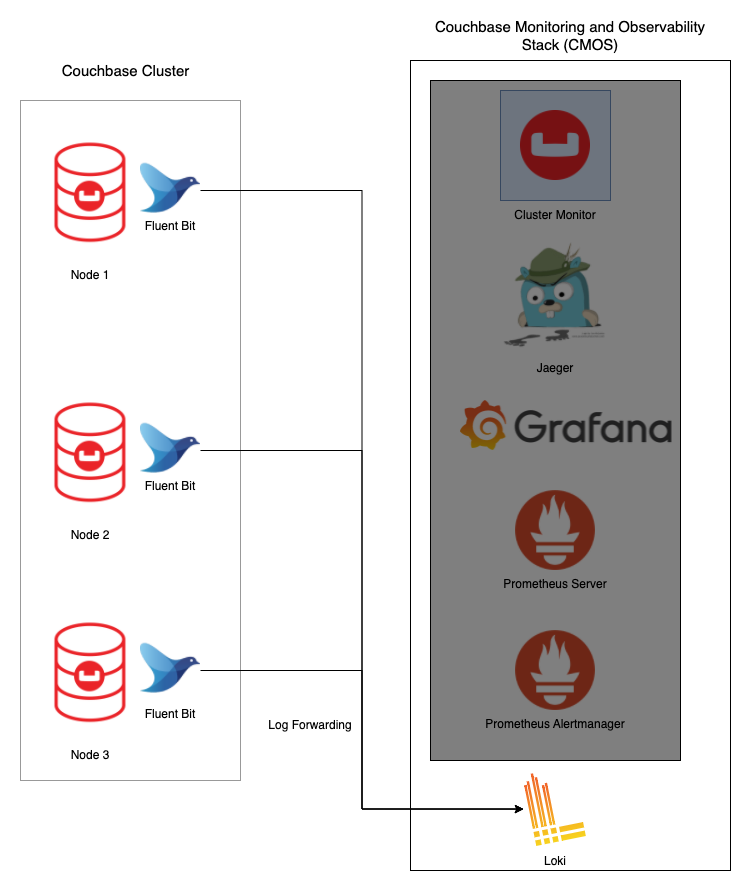 Couchbase Monitoring and Observability
Stack (CMOS)
Couchbase Cluster
Fluent Bit
Node 1
Fluent Bit
Node 2
Fluent Bit
Node 3
Log Forwarding
Cluster Monitor
Jaeger
Grafana
Prometheus Server
Prometheus Alertmanager
Loki